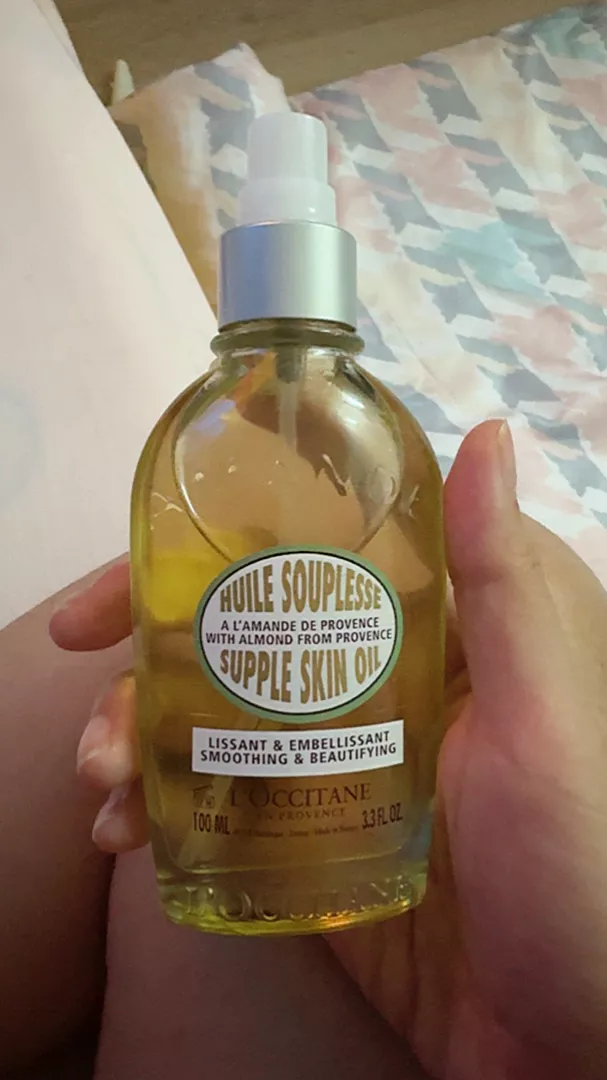 HUILE SOUPLESSE
A L'AMANDE DE PROVENCE
WITH ALMOND FROM PROVENCE
SUPPLE SKIN OIL
LISSANT & EMBELLISSANT
SMOOTHING & BEAUTIFYING
L'OCCITANE
EN PROVENCE
100 ML 3.3 FL. OZ.
L'OCCITANE